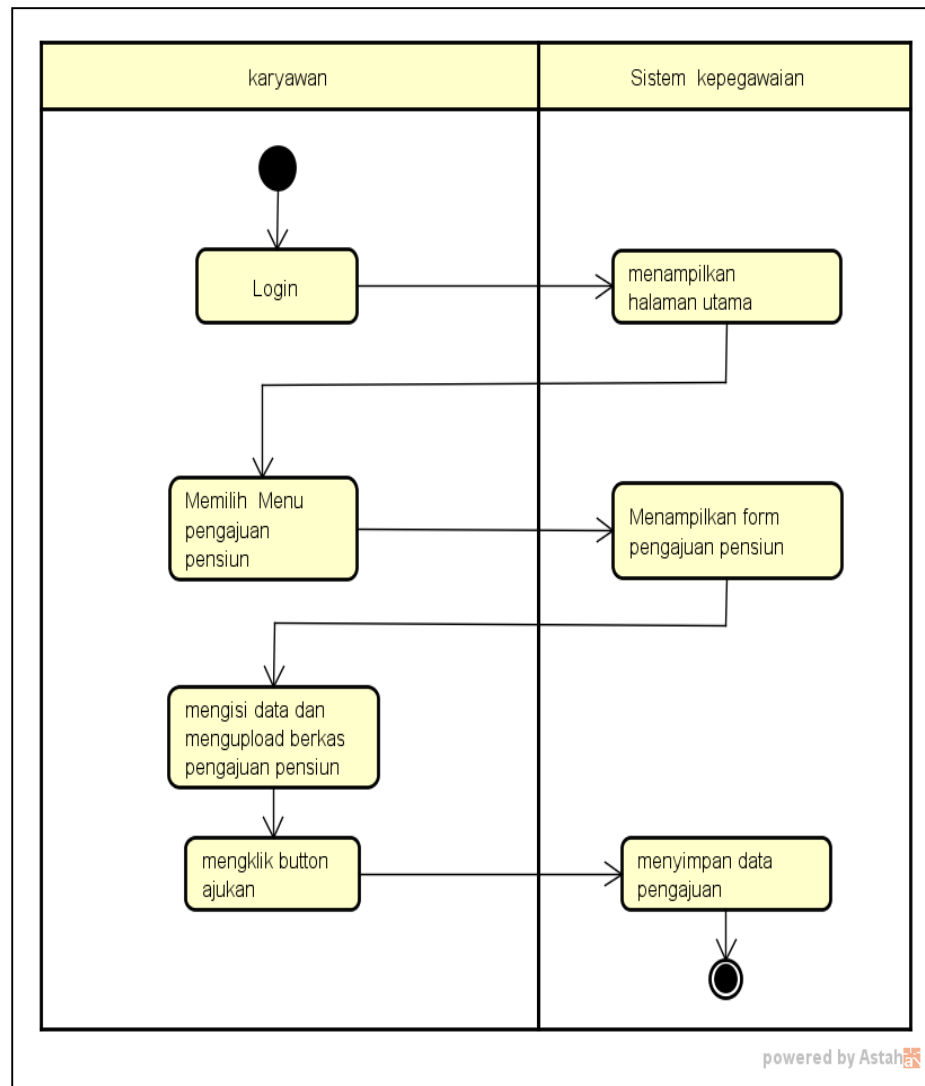 karyawan
Sistem kepegawaian
Login
menampilkan
halaman utama
Memilih Menu
pengajuan
pensiun
Menampilkan form
pengajuan pensiun
mengisi data dan
mengupload berkas
pengajuan pensiun
mengklik button
ajukan
menyimpan data
pengajuan
powered by Astah